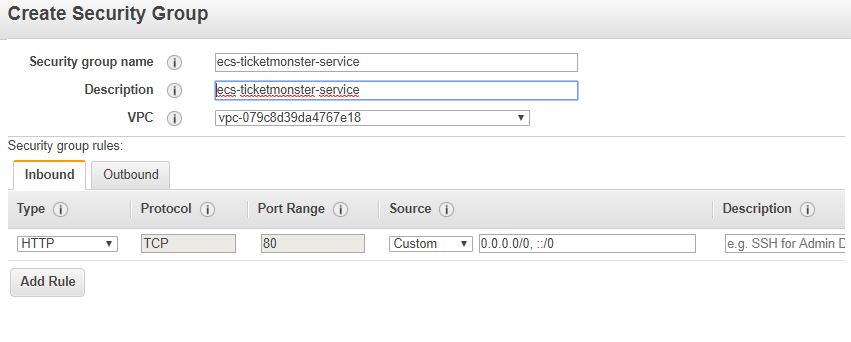 Create Security Group
Security group name i ecs-ticketmonster-service
Description i ecs-ticketmonster-service
VPC i vpc-079c8d39da4767e18
Security group rules:
Inbound Outbound
Type i Protocol i Port Range i Source i Description i
HTTP TCP 80 Custom 0.0.0.0/0, ::/0 e.g. SSH for Admin D
Add Rule